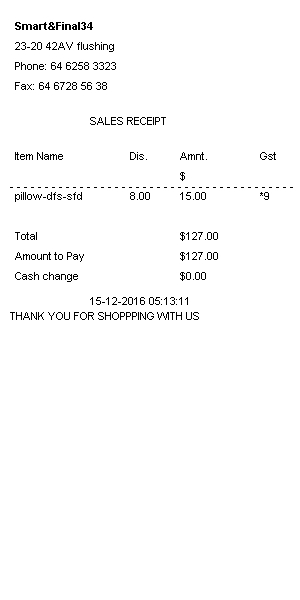 Smart&Final34
23-20 42AV flushing
Phone: 64 6258 3323
Fax: 64 6728 56 38
SALES RECEIPT
Item Name Dis. Amnt. Gst
$
pillow-dfs-sfd 8.00 15.00 *9
Total $127.00
Amount to Pay $127.00
Cash change $0.00
15-12-2016 05:13:11
THANK YOU FOR SHOPPPING WITH US